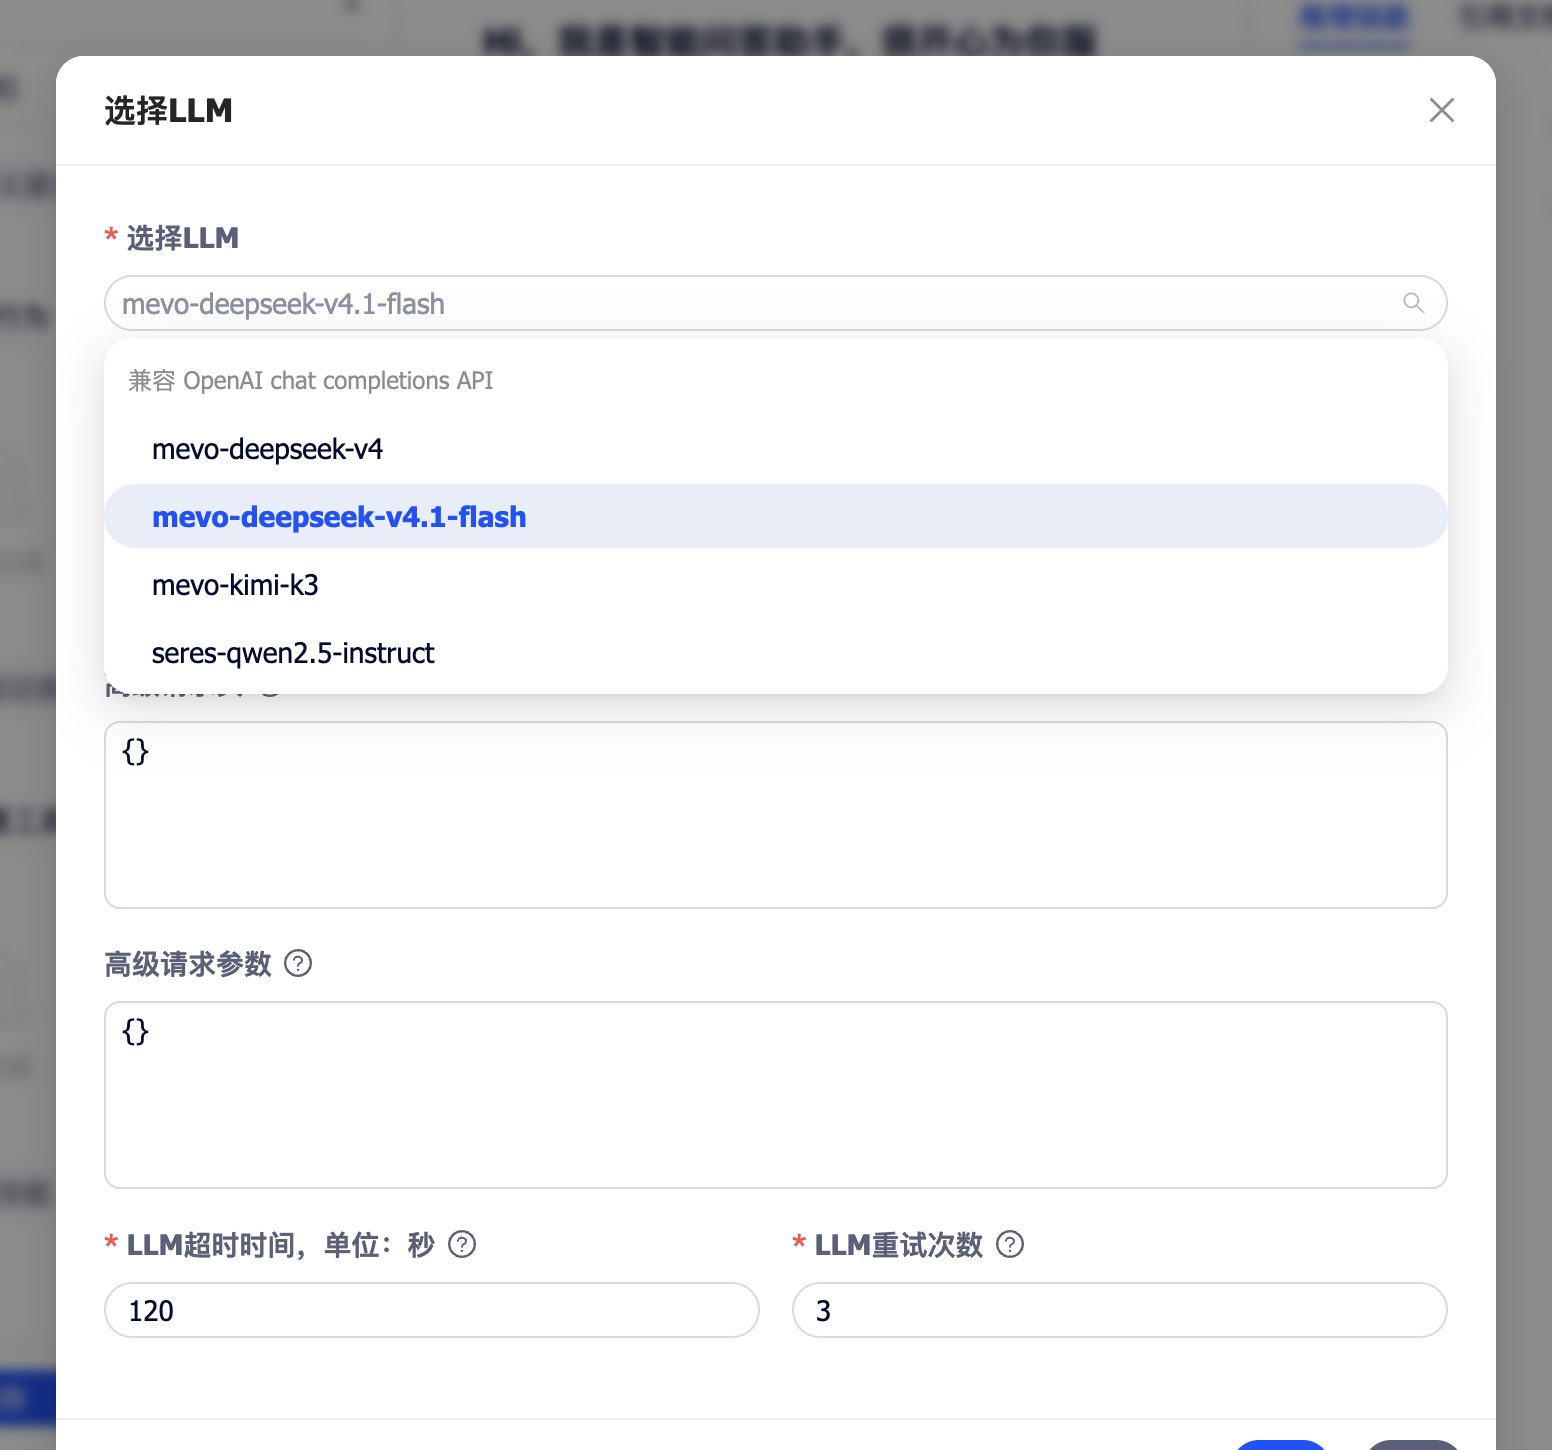 选择LLM
* 选择LLM
mevo-deepseek-v4.1-flash
兼容 OpenAI chat completions API
mevo-deepseek-v4
mevo-deepseek-v4.1-flash
mevo-kimi-k3
seres-qwen2.5-instruct
{}
高级请求参数 ?
{}
* LLM超时时间，单位：秒 ?
* LLM重试次数 ?
120
3